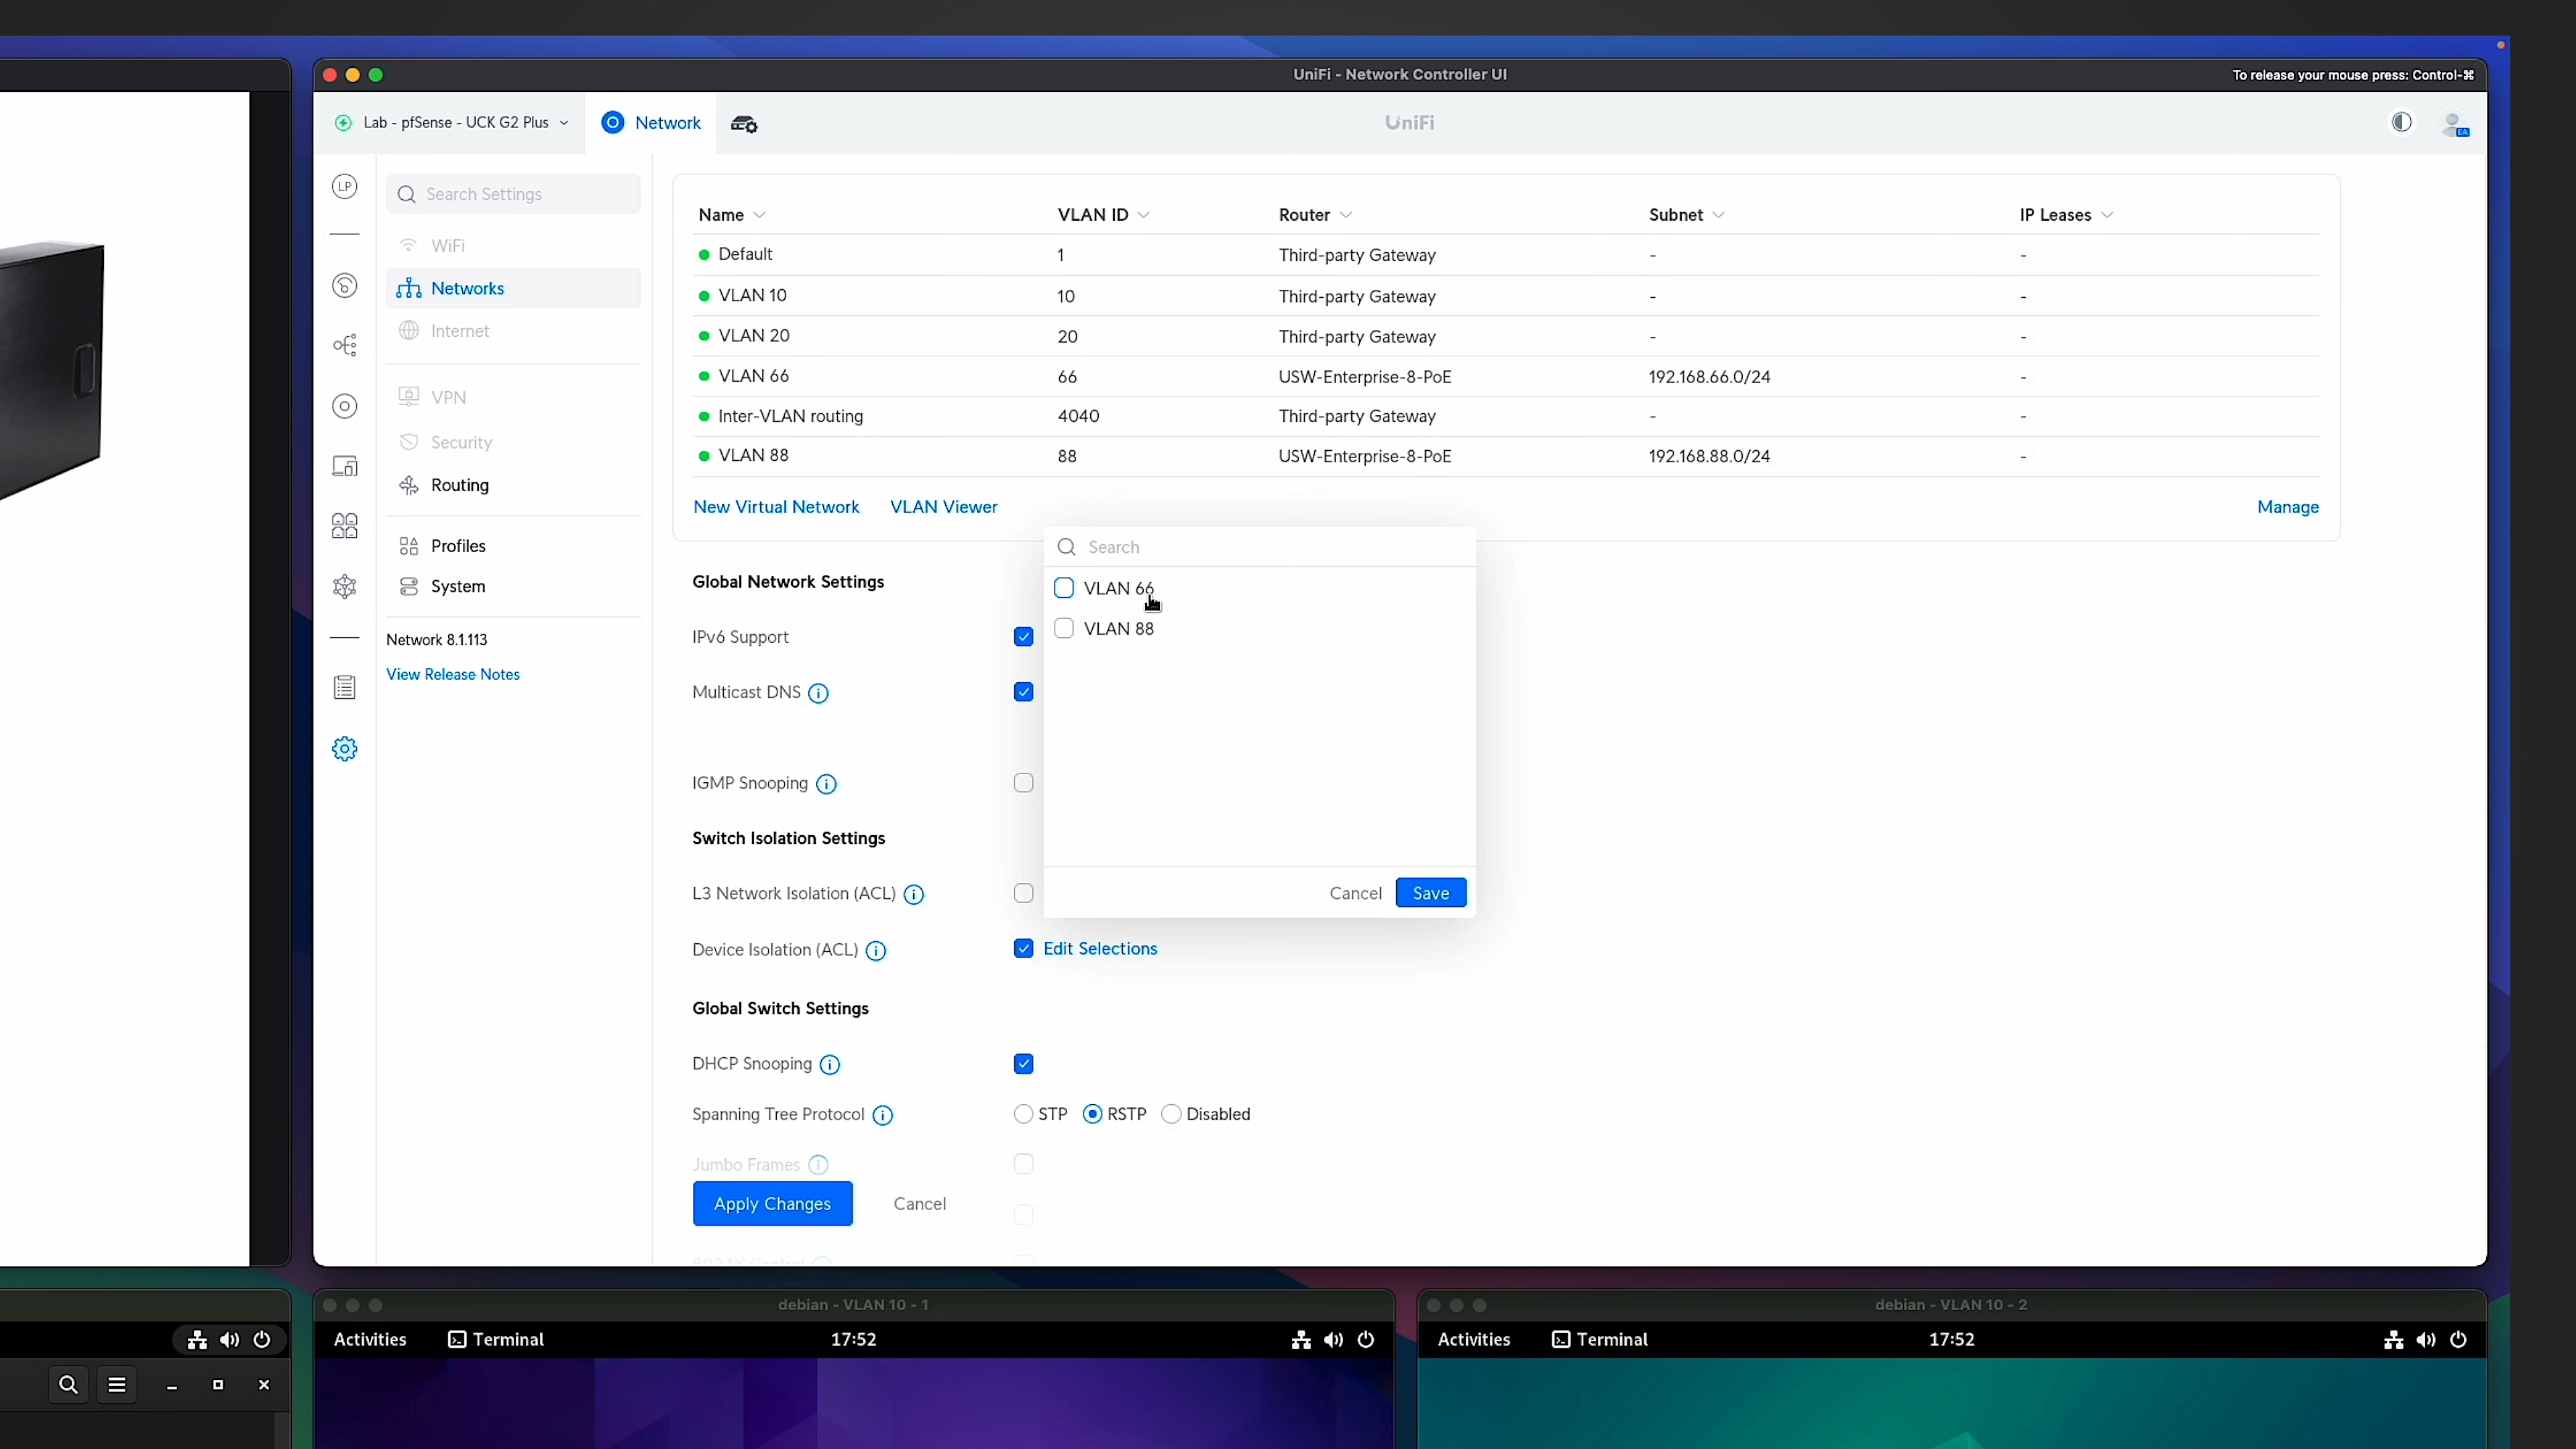 UniFi - Network Controller UI
To release your mouse press: Control-⌘
Lab - pfSense - UCK G2 Plus
Network
UniFi
EA
LP
Search Settings
WiFi
Networks
Internet
VPN
Security
Routing
Profiles
System
Network 8.1.113
View Release Notes
Name VLAN ID Router Subnet IP Leases
Default 1 Third-party Gateway - -
VLAN 10 10 Third-party Gateway - -
VLAN 20 20 Third-party Gateway - -
VLAN 66 66 USW-Enterprise-8-PoE 192.168.66.0/24 -
Inter-VLAN routing 4040 Third-party Gateway - -
VLAN 88 88 USW-Enterprise-8-PoE 192.168.88.0/24 -
New Virtual Network VLAN Viewer Manage
Search
VLAN 66
VLAN 88
Cancel Save
Global Network Settings
IPv6 Support
Multicast DNS
IGMP Snooping
Switch Isolation Settings
L3 Network Isolation (ACL)
Device Isolation (ACL) Edit Selections
Global Switch Settings
DHCP Snooping
Spanning Tree Protocol STP RSTP Disabled
Jumbo Frames
Apply Changes Cancel
debian - VLAN 10 - 1
Activities Terminal 17:52
debian - VLAN 10 - 2
Activities Terminal 17:52